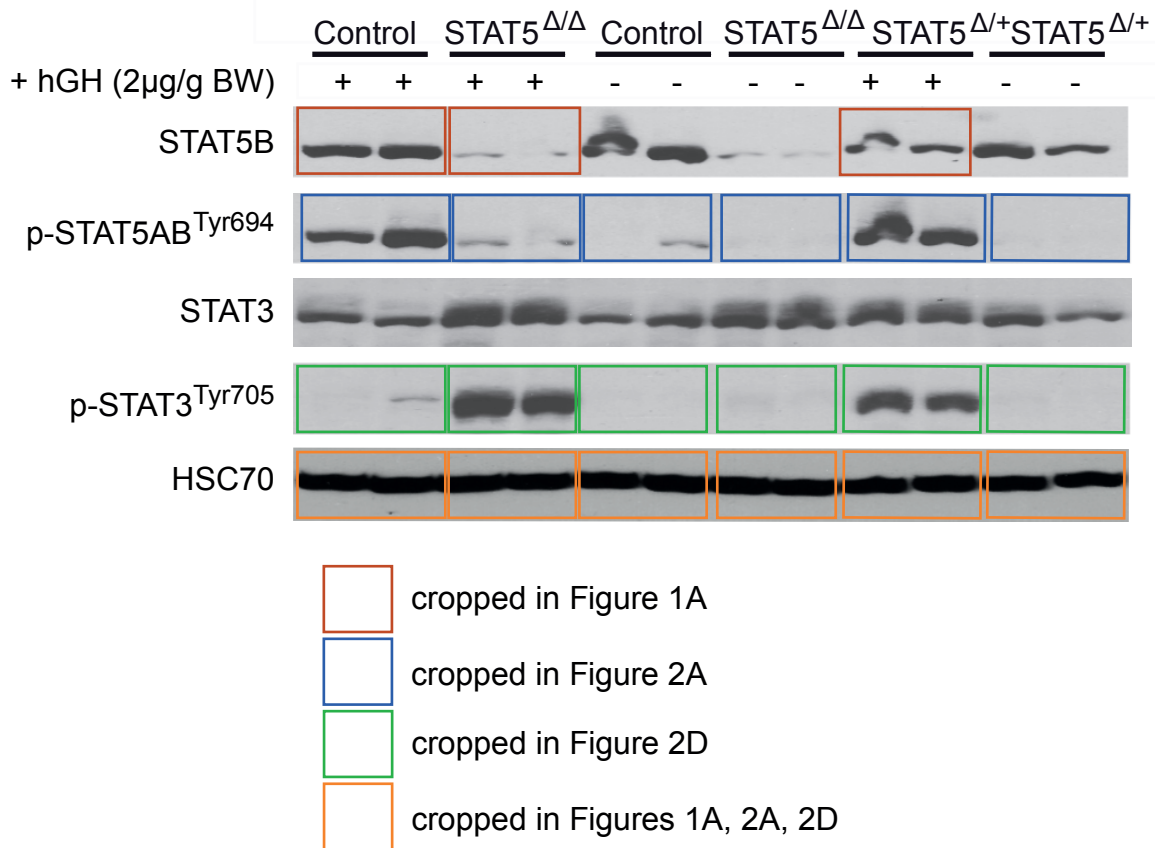 Control STAT5Δ/Δ Control STAT5Δ/Δ STAT5Δ/+ STAT5Δ/+
+ hGH (2µg/g BW) + + + + - - - - + + - -
STAT5B
p-STAT5ABTyr694
STAT3
p-STAT3Tyr705
HSC70
cropped in Figure 1A
cropped in Figure 2A
cropped in Figure 2D
cropped in Figures 1A, 2A, 2D